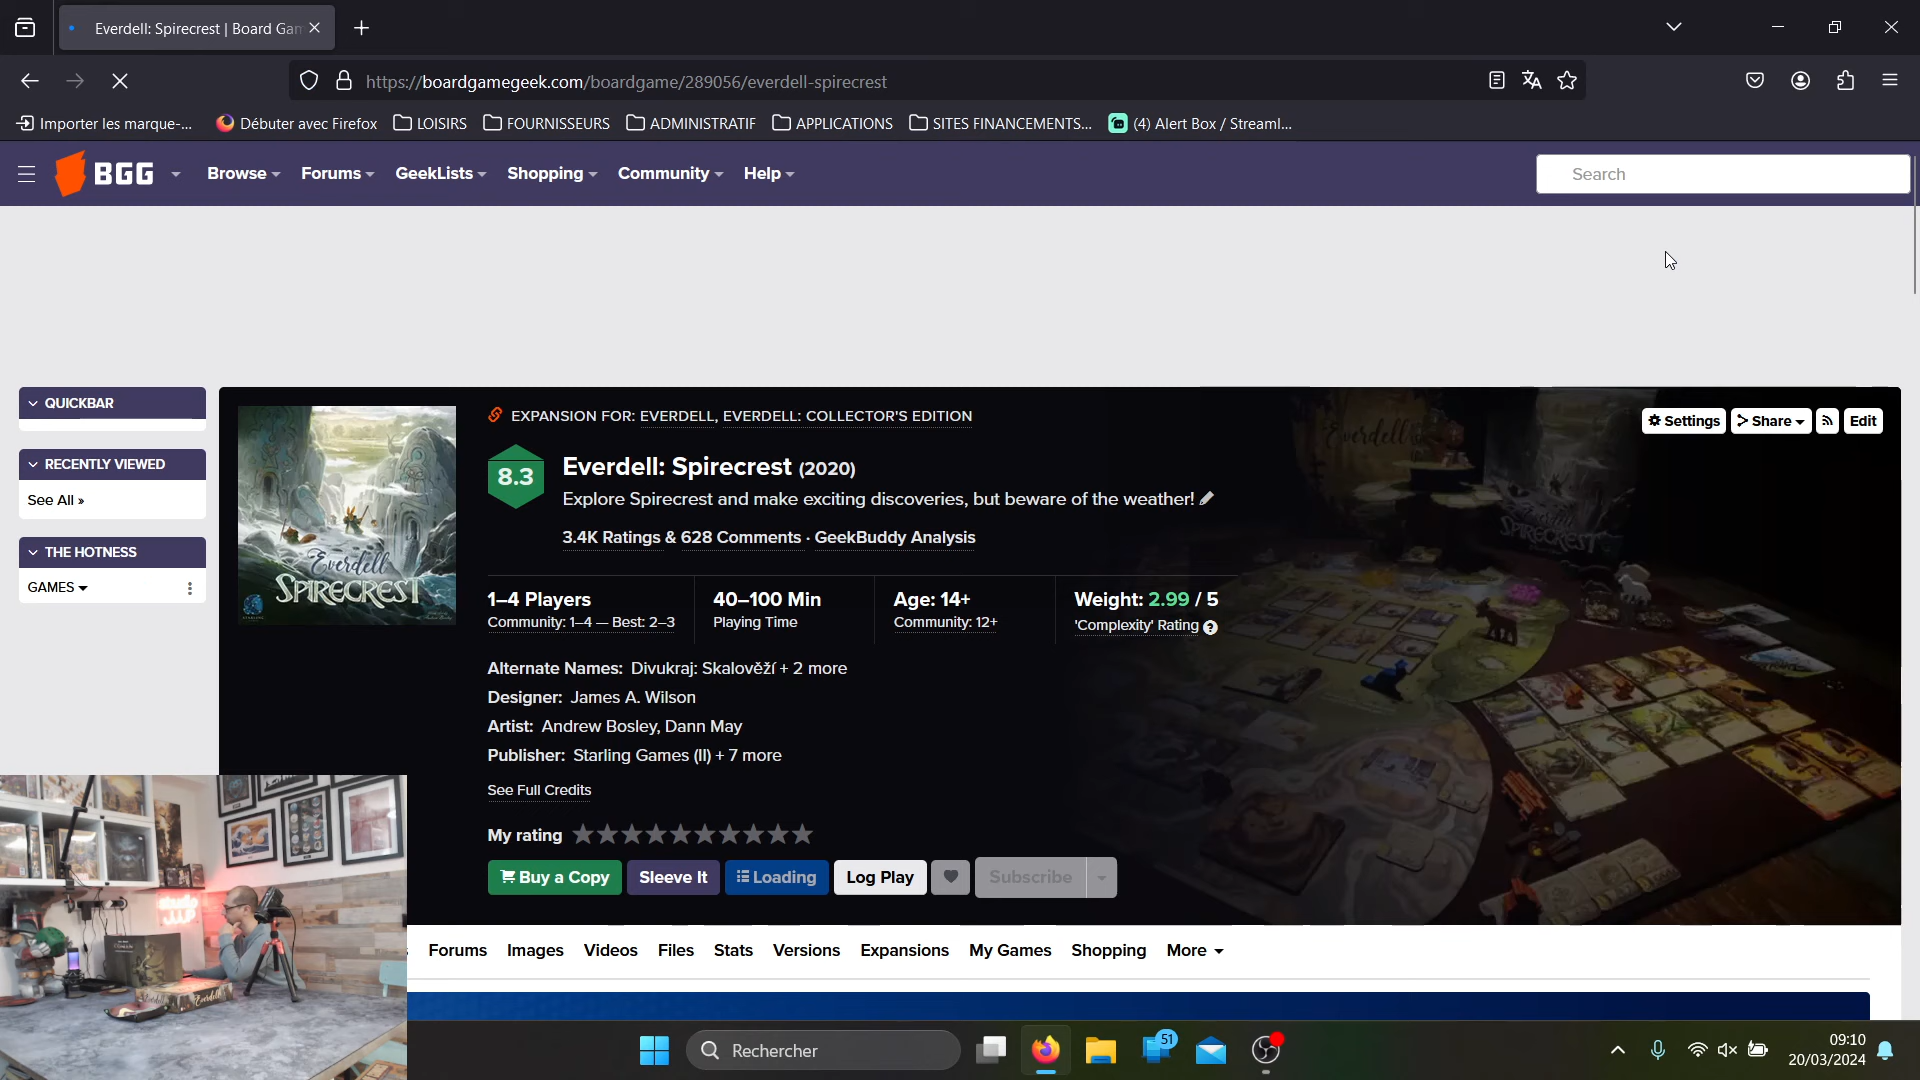 Everdell: Spirecrest | Board Gam
https://boardgamegeek.com/boardgame/289056/everdell-spirecrest
Importer les marque-...
Débuter avec Firefox
LOISIRS
FOURNISSEURS
ADMINISTRATIF
APPLICATIONS
SITES FINANCEMENTS...
(4) Alert Box / Streaml...
BGG
Browse
Forums
GeekLists
Shopping
Community
Help
Search
QUICKBAR
RECENTLY VIEWED
See All »
THE HOTNESS
GAMES
Everdell
SPIRECREST
EXPANSION FOR: EVERDELL, EVERDELL: COLLECTOR'S EDITION
Settings
Share
Edit
8.3
Everdell: Spirecrest (2020)
Explore Spirecrest and make exciting discoveries, but beware of the weather!
3.4K Ratings & 628 Comments · GeekBuddy Analysis
1–4 Players
Community: 1–4 — Best: 2–3
40–100 Min
Playing Time
Age: 14+
Community: 12+
Weight: 2.99 / 5
'Complexity' Rating
Alternate Names: Divukraj: Skalověží + 2 more
Designer: James A. Wilson
Artist: Andrew Bosley, Dann May
Publisher: Starling Games (II) + 7 more
See Full Credits
My rating
Buy a Copy
Sleeve It
Loading
Log Play
Subscribe
Forums
Images
Videos
Files
Stats
Versions
Expansions
My Games
Shopping
More
Rechercher
51
09:10
20/03/2024